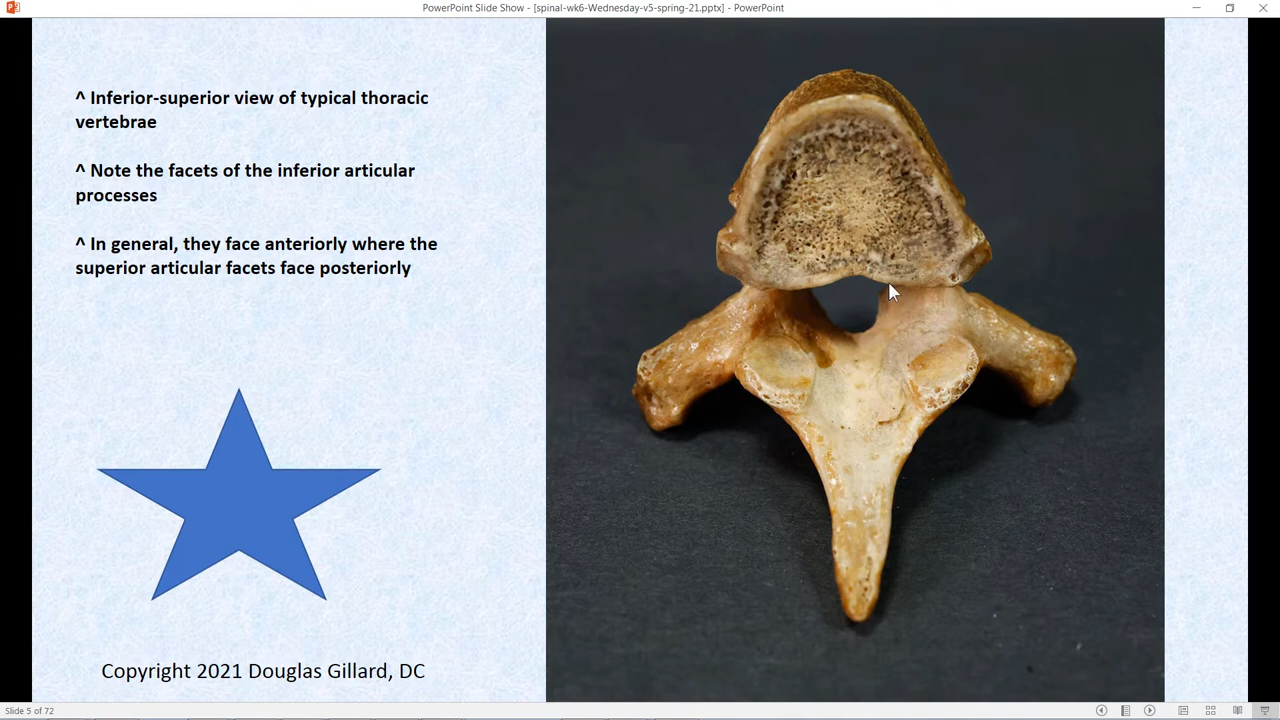 PowerPoint Slide Show - [spinal-wk6-Wednesday-v5-spring-21.pptx] - PowerPoint
^ Inferior-superior view of typical thoracic
vertebrae
^ Note the facets of the inferior articular
processes
^ In general, they face anteriorly where the
superior articular facets face posteriorly
Copyright 2021 Douglas Gillard, DC
Slide 5 of 72